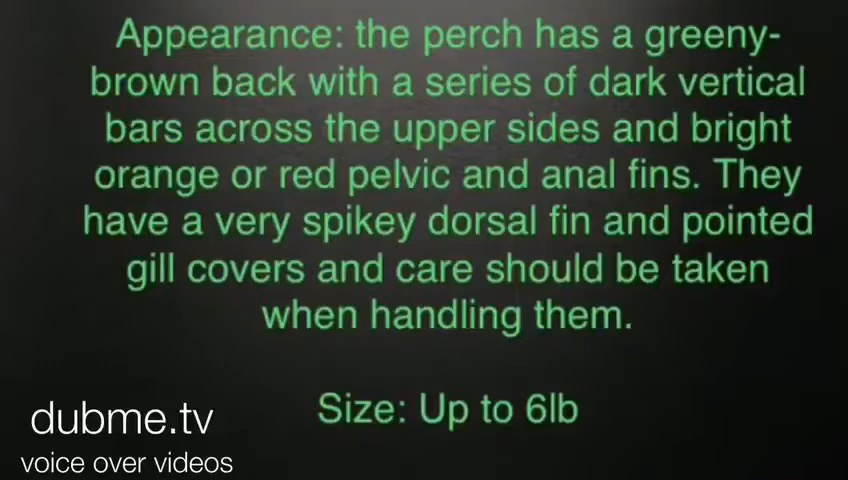 Appearance: the perch has a greeny-
brown back with a series of dark vertical
bars across the upper sides and bright
orange or red pelvic and anal fins. They
have a very spikey dorsal fin and pointed
gill covers and care should be taken
when handling them.
Size: Up to 6lb
dubme.tv
voice over videos